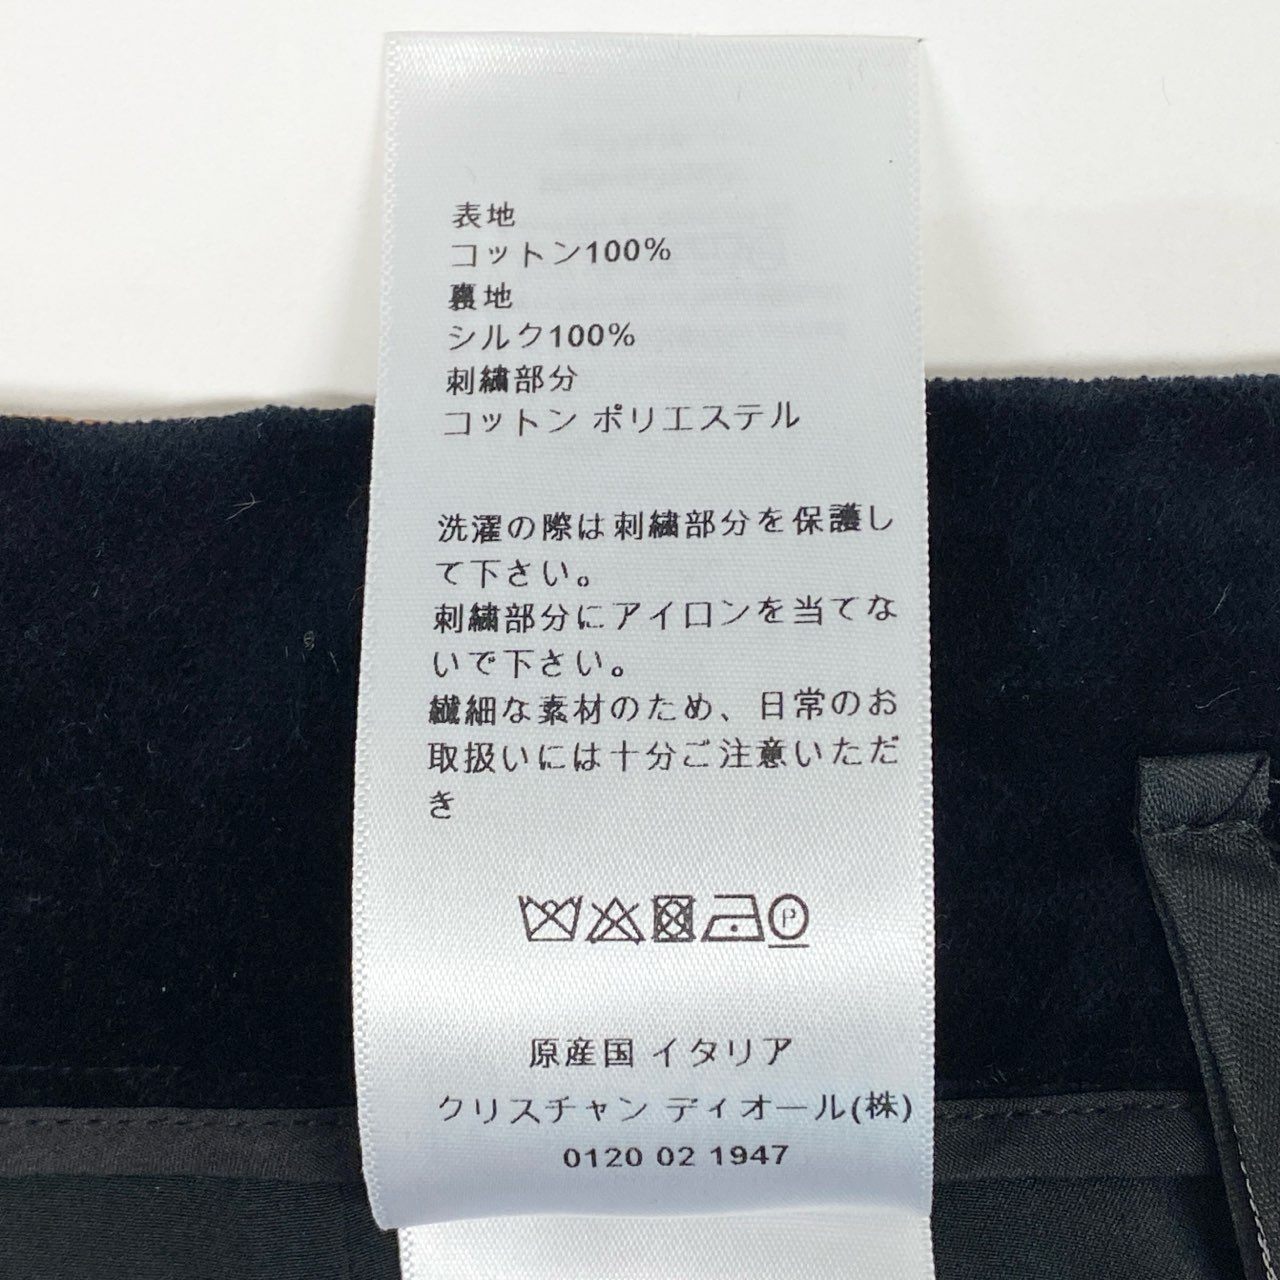 表地
コットン100%
裏地
シルク100%
刺繍部分
コットン ポリエステル
洗濯の際は刺繍部分を保護し
て下さい。
刺繍部分にアイロンを当てな
いで下さい。
繊細な素材のため、日常のお
取扱いには十分ご注意いただ
き
P
原産国 イタリア
クリスチャン ディオール(株)
0120 02 1947